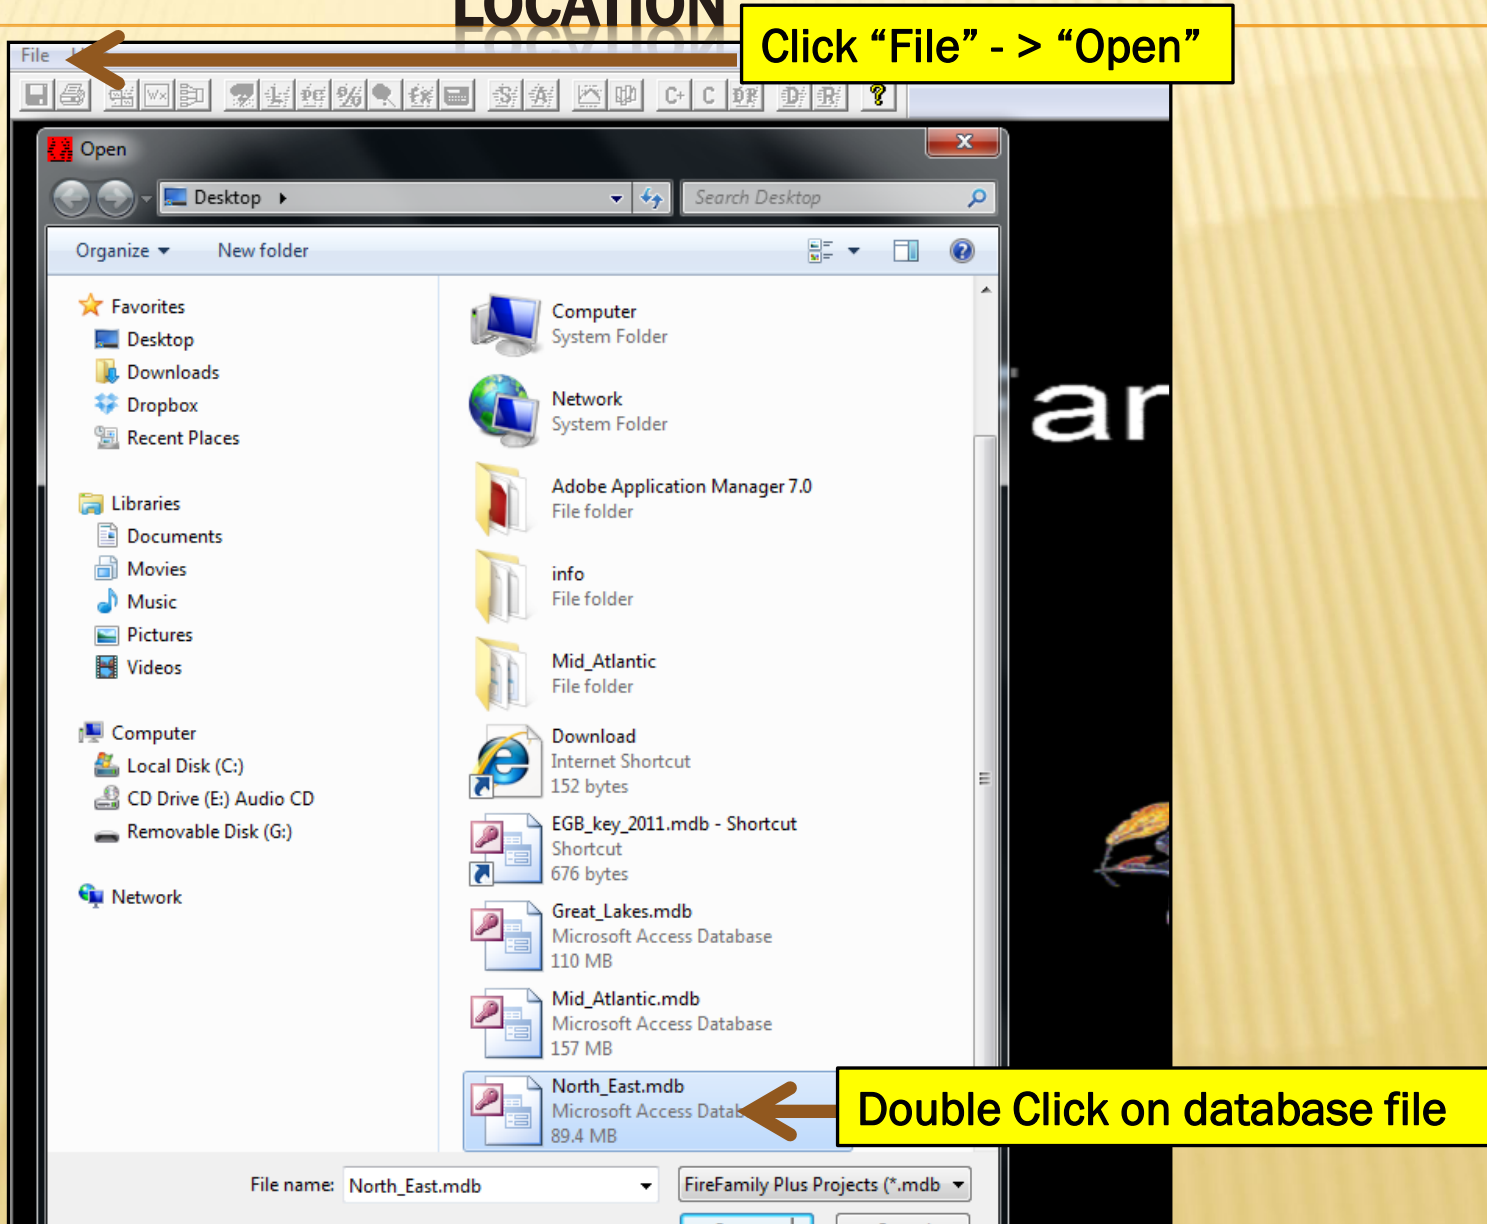 LOCATION
Click “File” - > “Open”
File
Wx
C+
C
?
Open
Desktop
Search Desktop
Organize
New folder
Favorites
Desktop
Downloads
Dropbox
Recent Places
Libraries
Documents
Movies
Music
Pictures
Videos
Computer
Local Disk (C:)
CD Drive (E:) Audio CD
Removable Disk (G:)
Network
Computer
System Folder
Network
System Folder
Adobe Application Manager 7.0
File folder
info
File folder
Mid_Atlantic
File folder
Download
Internet Shortcut
152 bytes
EGB_key_2011.mdb - Shortcut
Shortcut
676 bytes
Great_Lakes.mdb
Microsoft Access Database
110 MB
Mid_Atlantic.mdb
Microsoft Access Database
157 MB
North_East.mdb
Microsoft Access Datab
89.4 MB
ar
Double Click on database file
File name: North_East.mdb
FireFamily Plus Projects (*.mdb